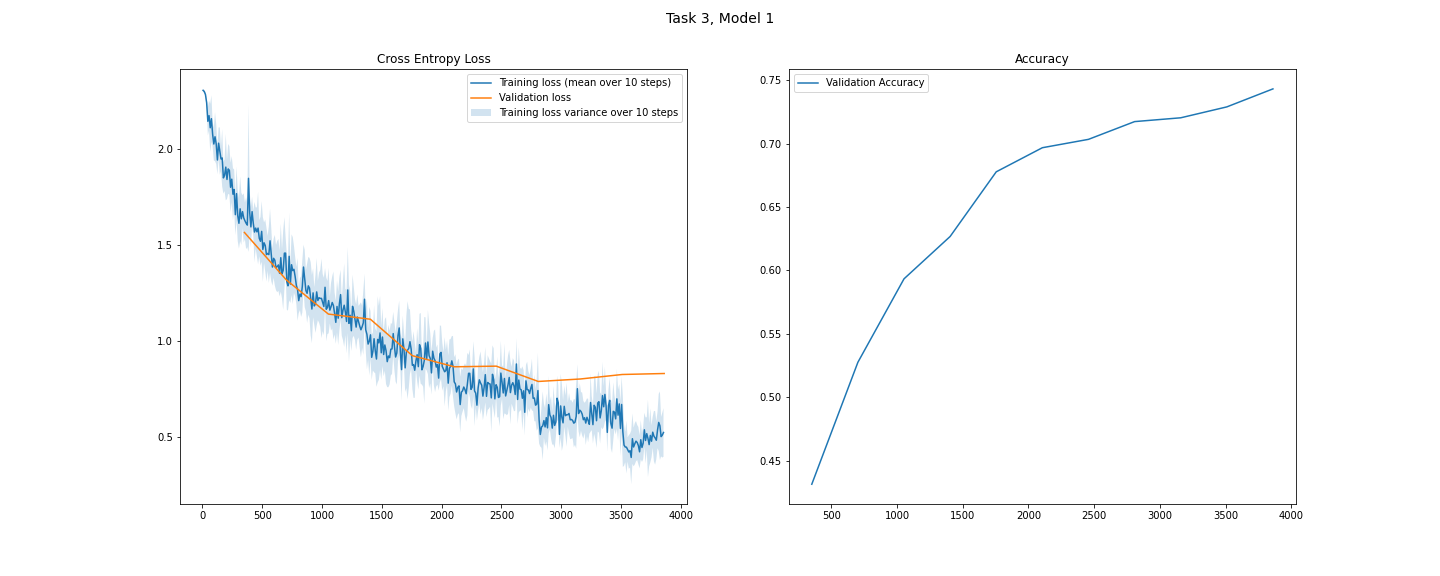 Task 3, Model 1
Cross Entropy Loss
Training loss (mean over 10 steps)
Validation loss
Training loss variance over 10 steps
2.0
1.5
1.0
0.5
0 500 1000 1500 2000 2500 3000 3500 4000
Accuracy
Validation Accuracy
0.75
0.70
0.65
0.60
0.55
0.50
0.45
500 1000 1500 2000 2500 3000 3500 4000